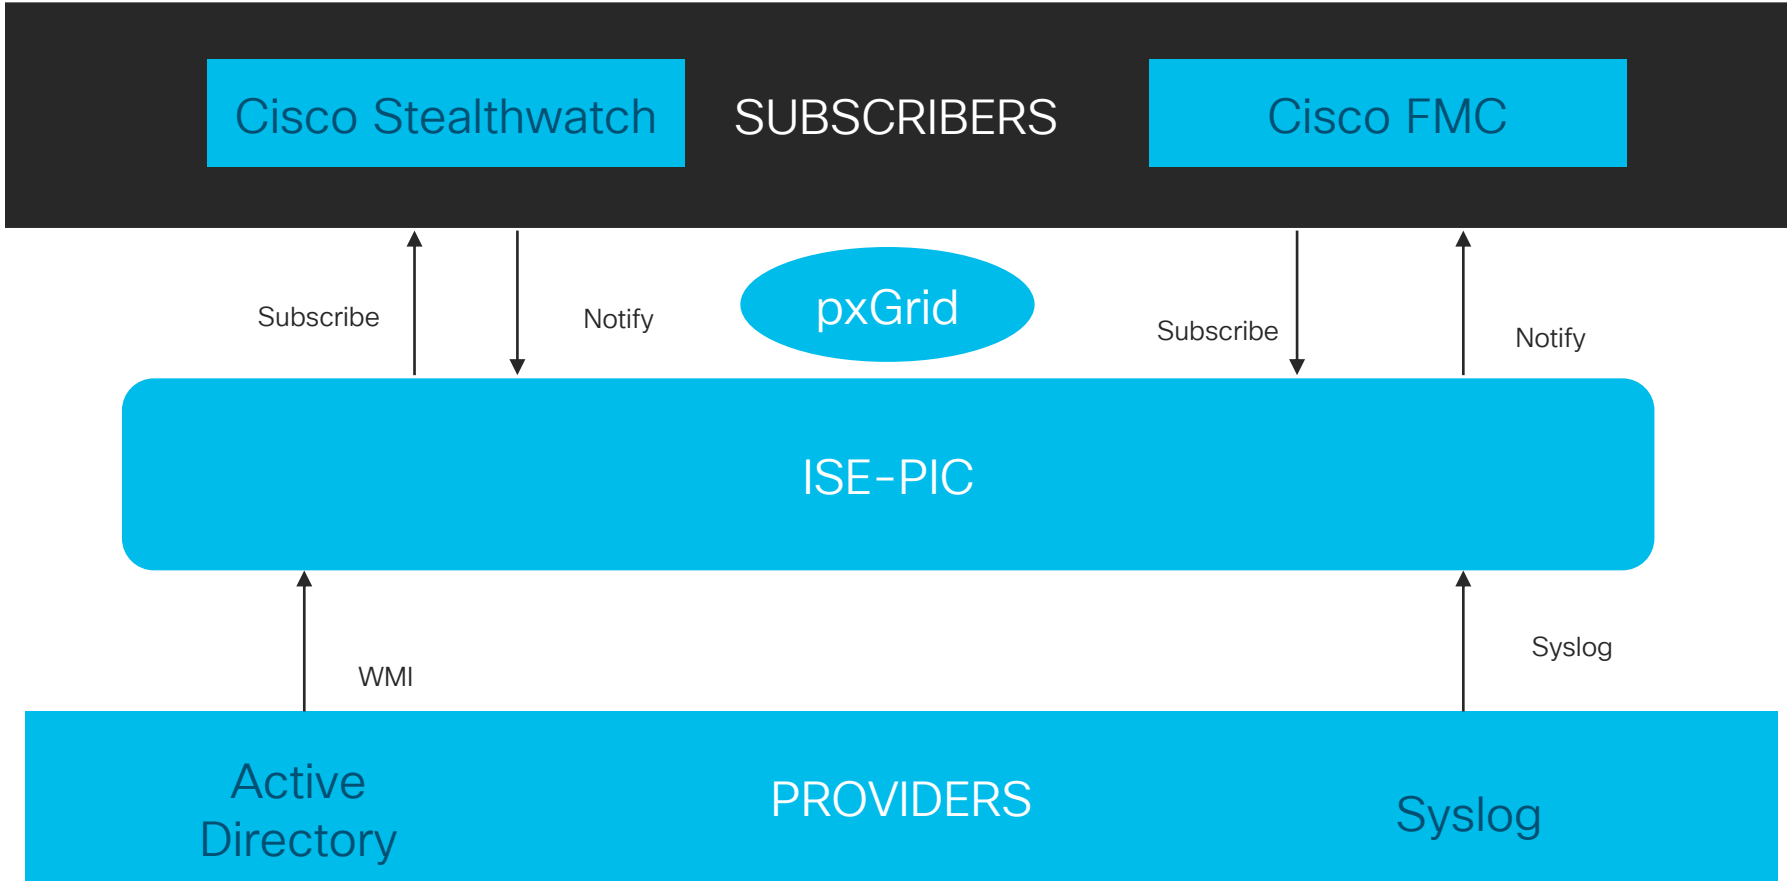 Cisco Stealthwatch
SUBSCRIBERS
Cisco FMC
Subscribe
Notify
pxGrid
Subscribe
Notify
ISE-PIC
WMI
Syslog
Active
Directory
PROVIDERS
Syslog